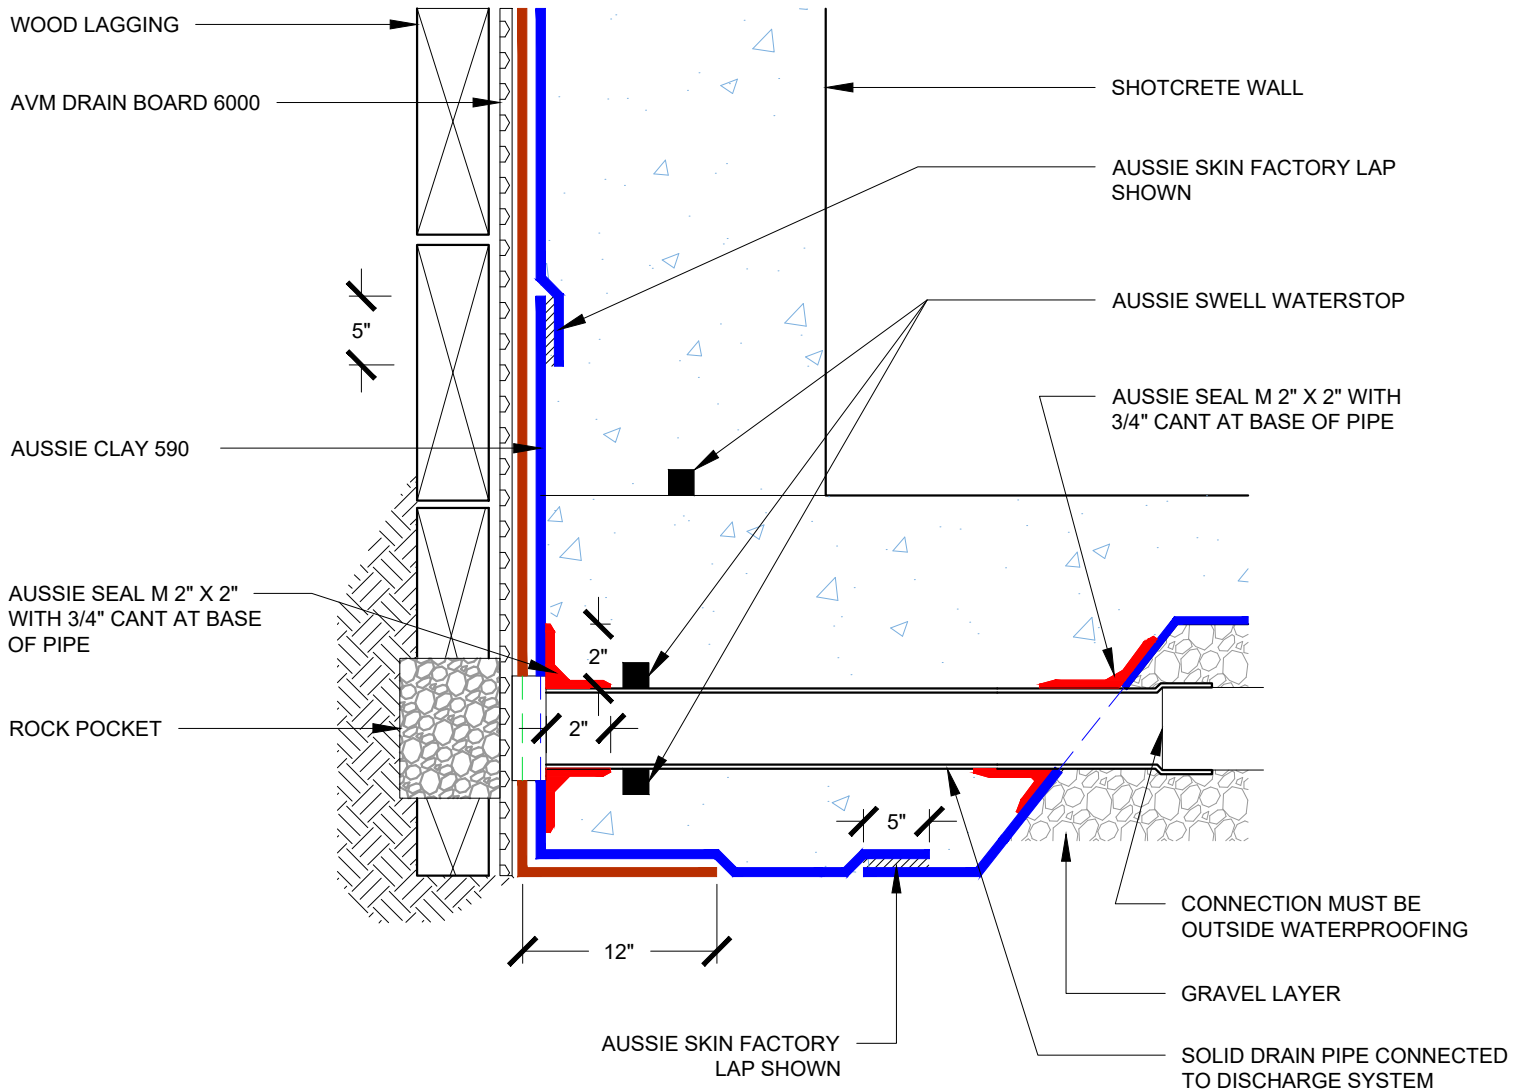 WOOD LAGGING
AVM DRAIN BOARD 6000
SHOTCRETE WALL
AUSSIE SKIN FACTORY LAP
SHOWN
AUSSIE SWELL WATERSTOP
5"
AUSSIE SEAL M 2" X 2" WITH
3/4" CANT AT BASE OF PIPE
AUSSIE CLAY 590
AUSSIE SEAL M 2" X 2"
WITH 3/4" CANT AT BASE
OF PIPE
2"
ROCK POCKET
2"
5"
CONNECTION MUST BE
OUTSIDE WATERPROOFING
12"
GRAVEL LAYER
AUSSIE SKIN FACTORY
LAP SHOWN
SOLID DRAIN PIPE CONNECTED
TO DISCHARGE SYSTEM